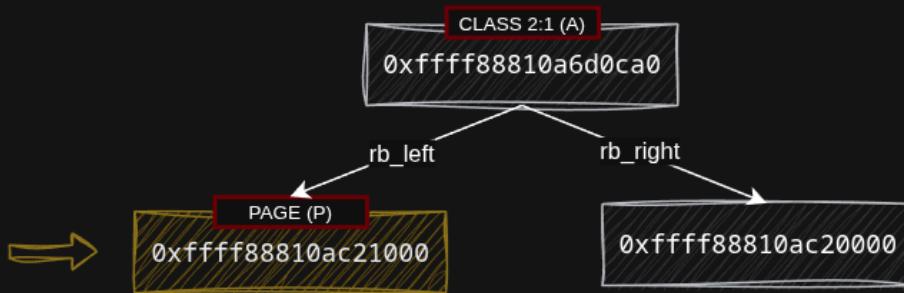 CLASS 2:1 (A)
0xffff88810a6d0ca0
rb_left
rb_right
PAGE (P)
0xffff88810ac21000
0xffff88810ac20000